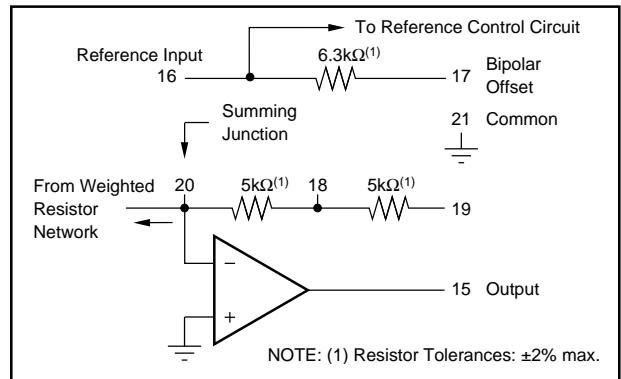 To Reference Control Circuit
Reference Input
16
6.3kΩ(1)
17
Bipolar
Offset
Summing
Junction
21
Common
From Weighted
Resistor
Network
20
5kΩ(1)
18
5kΩ(1)
19
–
+
15
Output
NOTE: (1) Resistor Tolerances: ±2% max.